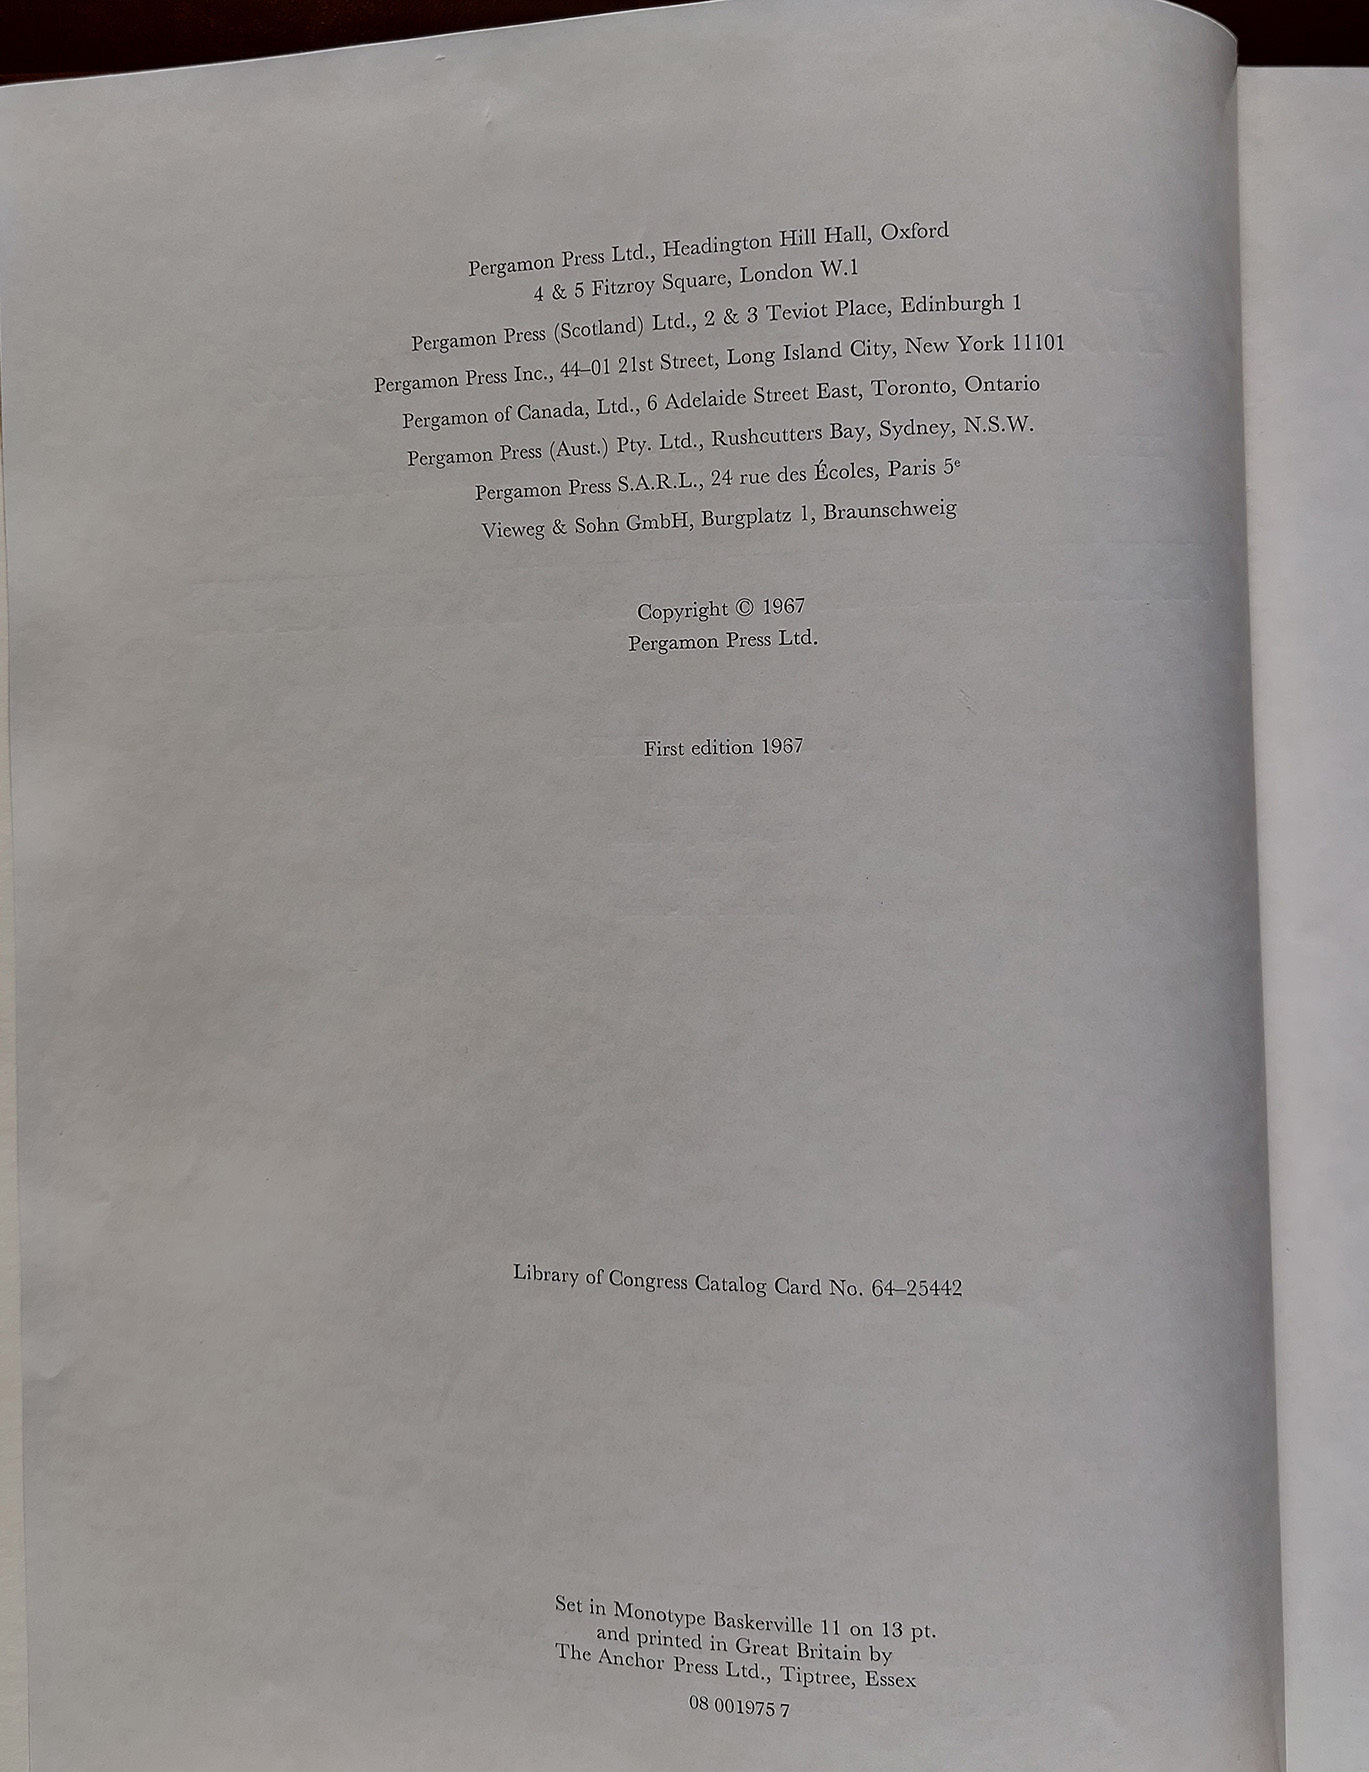 Pergamon Press Ltd., Headington Hill Hall, Oxford
4 & 5 Fitzroy Square, London W.1
Pergamon Press (Scotland) Ltd., 2 & 3 Teviot Place, Edinburgh 1
Pergamon Press Inc., 44–01 21st Street, Long Island City, New York 11101
Pergamon of Canada, Ltd., 6 Adelaide Street East, Toronto, Ontario
Pergamon Press (Aust.) Pty. Ltd., Rushcutters Bay, Sydney, N.S.W.
Pergamon Press S.A.R.L., 24 rue des Écoles, Paris 5ᵉ
Vieweg & Sohn GmbH, Burgplatz 1, Braunschweig
Copyright © 1967
Pergamon Press Ltd.
First edition 1967
Library of Congress Catalog Card No. 64–25442
Set in Monotype Baskerville 11 on 13 pt.
and printed in Great Britain by
The Anchor Press Ltd., Tiptree, Essex
08 001975 7